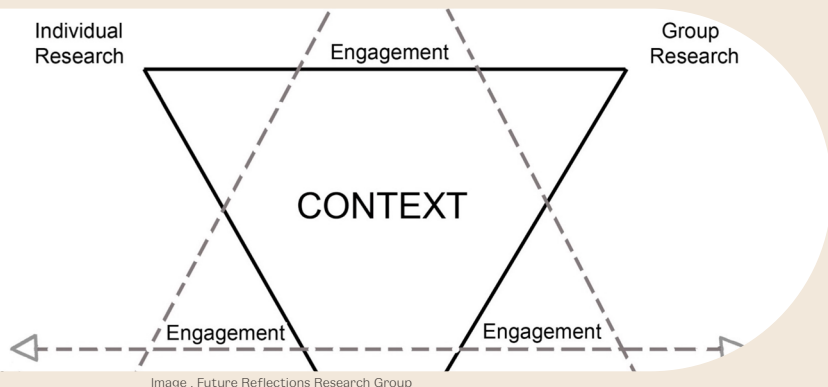 Individual
Research
Engagement
Group
Research
CONTEXT
Engagement
Engagement
Image . Future Reflections Research Group